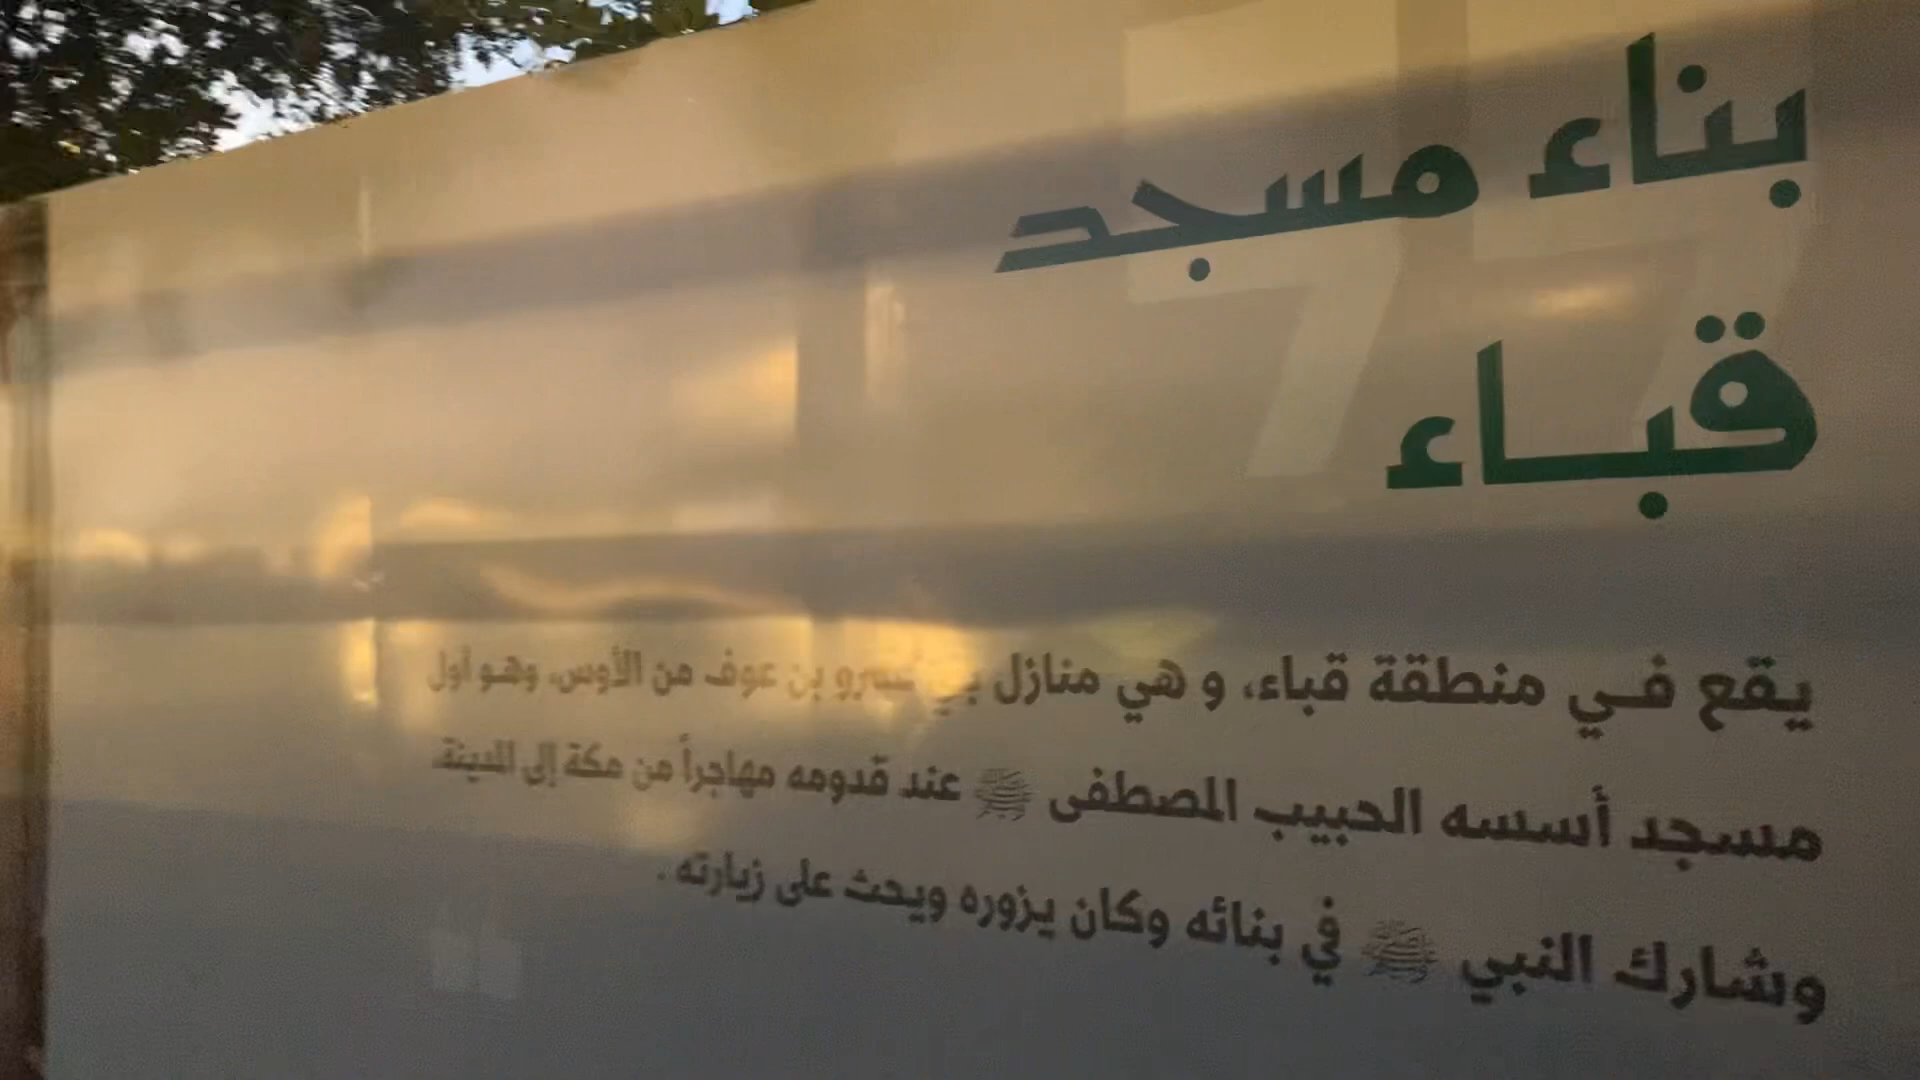 بناء مسجد
قباء
يقع في منطقة قباء، و هي منازل بني عمرو بن عوف من الأوس، وهو أول
مسجد أسسه الحبيب المصطفى ﷺ عند قدومه مهاجراً من مكة إلى المدينة.
وشارك النبي ﷺ في بنائه وكان يزوره ويحث على زيارته .